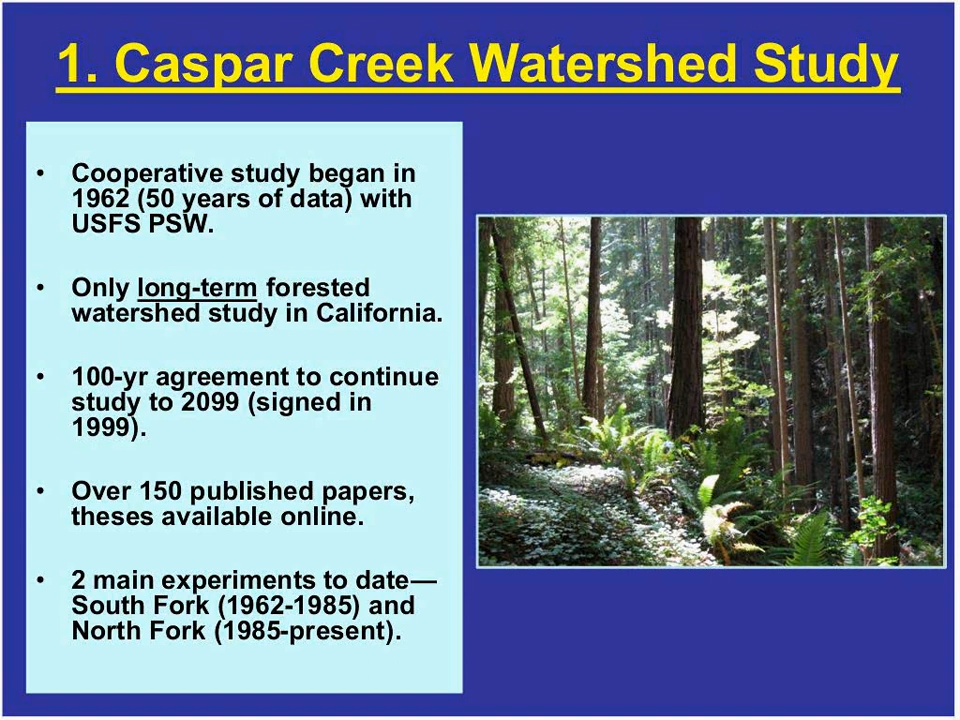 1. Caspar Creek Watershed Study
• Cooperative study began in
1962 (50 years of data) with
USFS PSW.
• Only long-term forested
watershed study in California.
• 100-yr agreement to continue
study to 2099 (signed in
1999).
• Over 150 published papers,
theses available online.
• 2 main experiments to date—
South Fork (1962-1985) and
North Fork (1985-present).